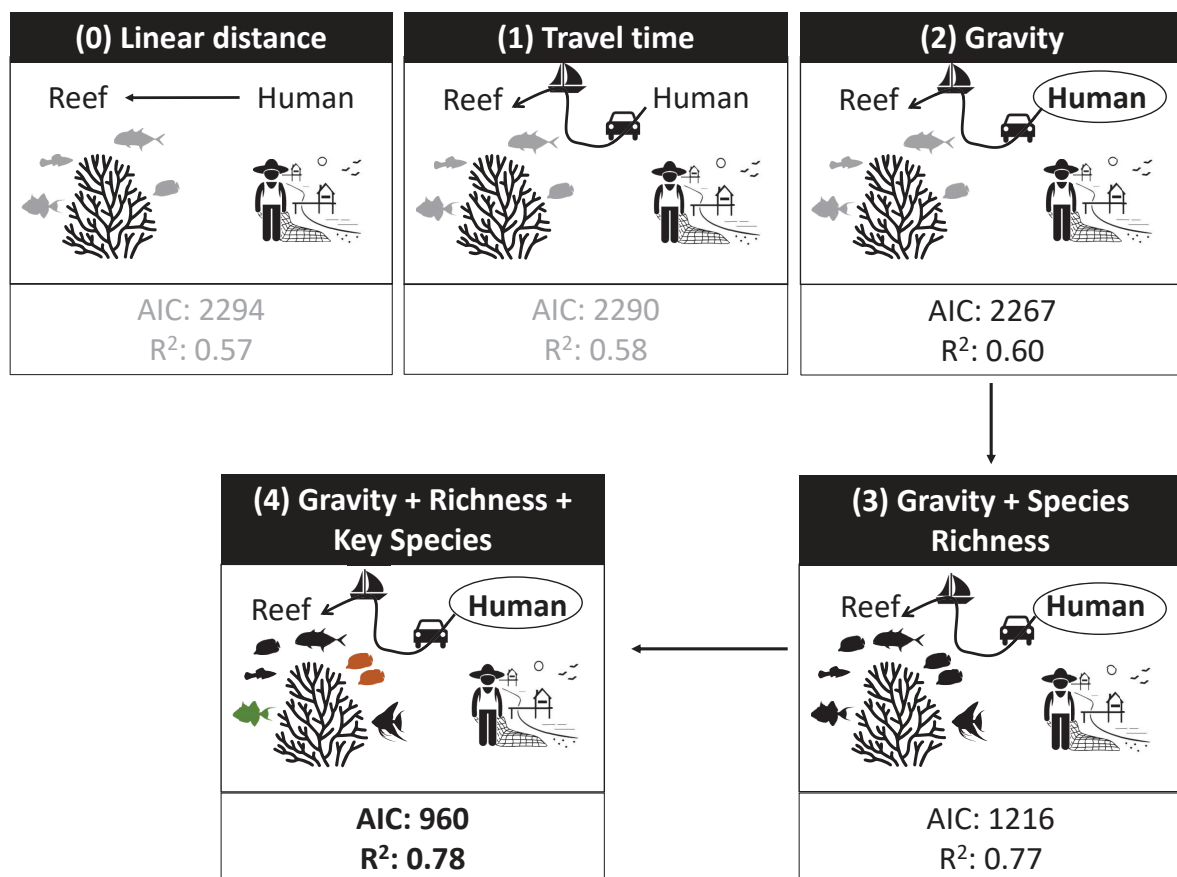 (0) Linear distance
Reef
Human
AIC: 2294
R²: 0.57
(1) Travel time
Reef
Human
AIC: 2290
R²: 0.58
(2) Gravity
Reef
Human
AIC: 2267
R²: 0.60
(3) Gravity + Species
Richness
Reef
Human
AIC: 1216
R²: 0.77
(4) Gravity + Richness +
Key Species
Reef
Human
AIC: 960
R²: 0.78